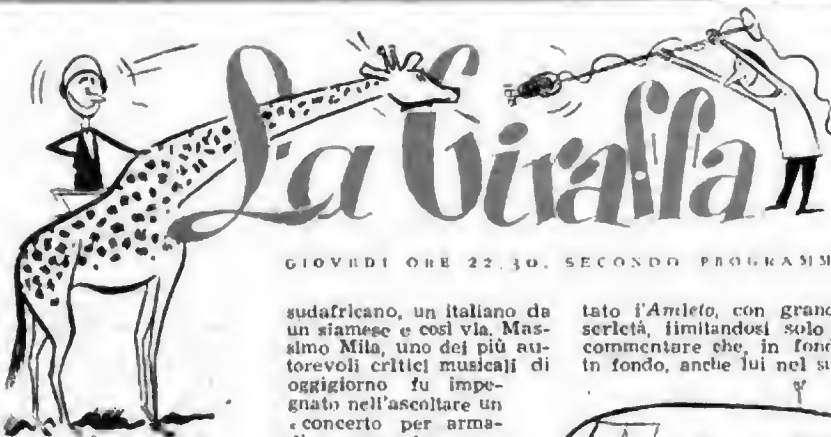 La Giraffa
GIOVEDÌ ORE 22,30, SECONDO PROGRAMM
sudafricano, un italiano da
un siamese e così via. Mas-
simo Mila, uno dei più au-
torevoli critici musicali di
oggigiorno fu impe-
gnato nell'ascoltare un
« concerto per arma-
tato l'Amleto, con grand
serietà, limitandosi solo
commentare che, in fond
in fondo, anche lui nel su